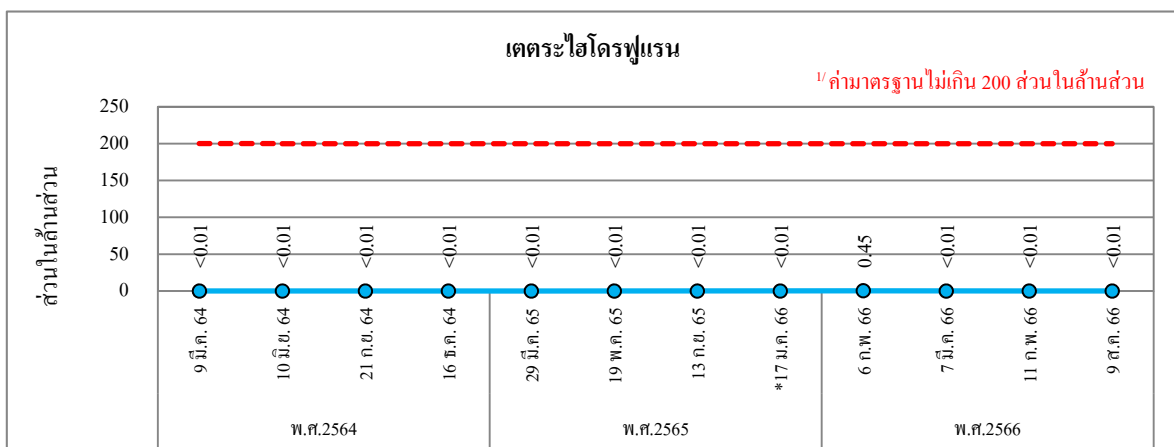 เตตระไฮโดรฟูแรน
1/ ค่ามาตรฐานไม่เกิน 200 ส่วนในล้านส่วน
ส่วนในล้านส่วน
250
200
150
100
50
0
<0.01
<0.01
<0.01
<0.01
<0.01
<0.01
<0.01
<0.01
0.45
<0.01
<0.01
<0.01
9 มี.ค. 64
10 มิ.ย. 64
21 ก.ย. 64
16 ธ.ค. 64
29 มี.ค. 65
19 พ.ค. 65
13 ก.ย. 65
*17 ม.ค. 66
6 ก.พ. 66
7 มี.ค. 66
11 ก.พ. 66
9 ส.ค. 66
พ.ศ.2564
พ.ศ.2565
พ.ศ.2566